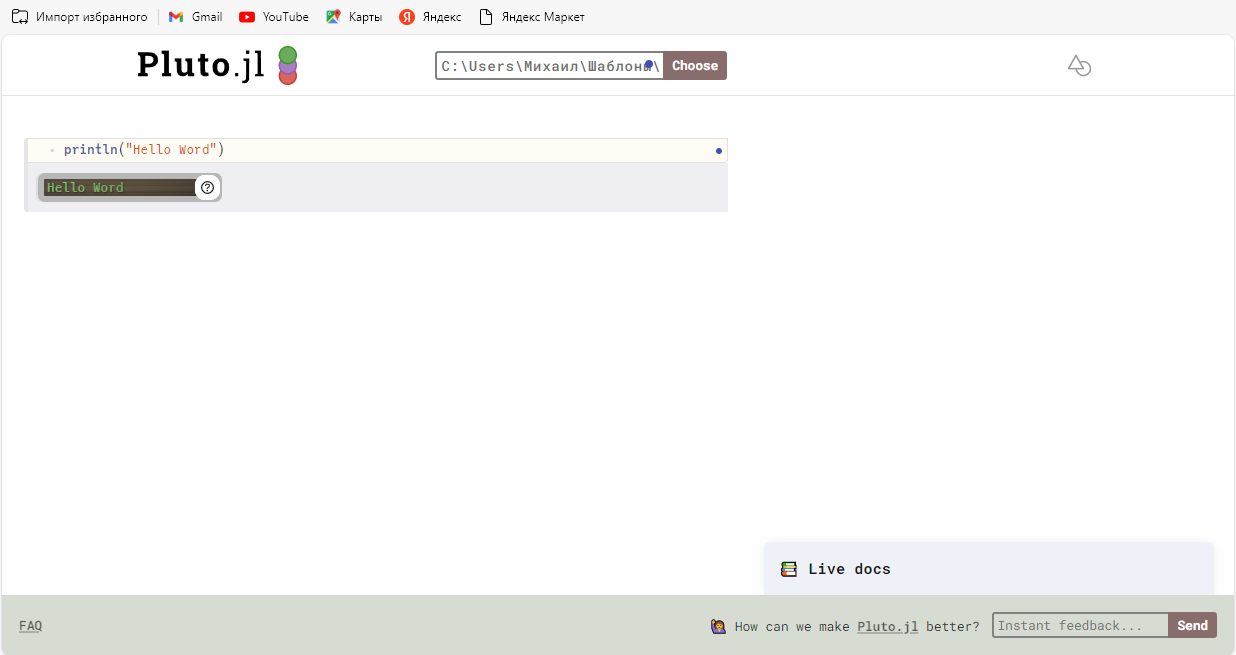 Импорт избранного Gmail YouTube Карты Яндекс Яндекс Маркет
Pluto.jl C:\Users\Михаил\Шаблоны\ Choose
println("Hello Word")
Hello Word
Live docs
FAQ How can we make Pluto.jl better? Instant feedback... Send